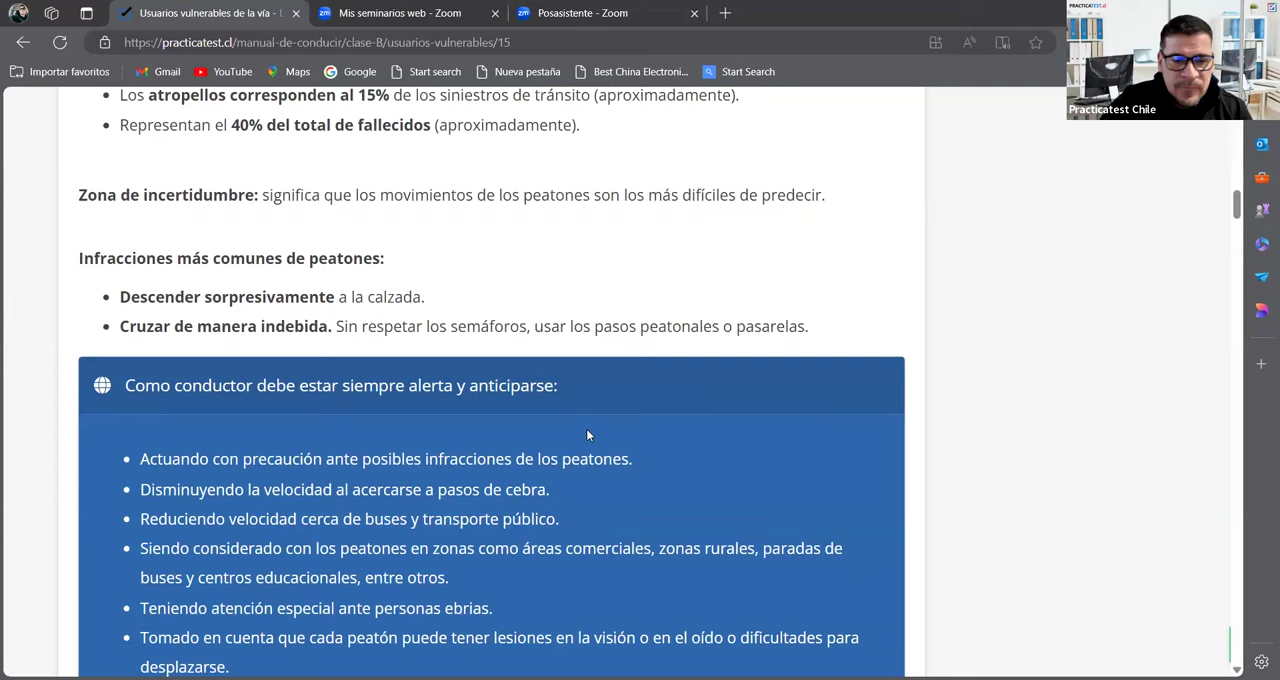 Usuarios vulnerables de la vía - L
Mis seminarios web - Zoom
Posasistente - Zoom
https://practicatest.cl/manual-de-conducir/clase-B/usuarios-vulnerables/15
Importar favoritos
Gmail
YouTube
Maps
Google
Start search
Nueva pestaña
Best China Electroni...
Start Search
PRACTICATEST.cl
Practicatest Chile
Los atropellos corresponden al 15% de los siniestros de tránsito (aproximadamente).
Representan el 40% del total de fallecidos (aproximadamente).
Zona de incertidumbre: significa que los movimientos de los peatones son los más difíciles de predecir.
Infracciones más comunes de peatones:
Descender sorpresivamente a la calzada.
Cruzar de manera indebida. Sin respetar los semáforos, usar los pasos peatonales o pasarelas.
Como conductor debe estar siempre alerta y anticiparse:
Actuando con precaución ante posibles infracciones de los peatones.
Disminuyendo la velocidad al acercarse a pasos de cebra.
Reduciendo velocidad cerca de buses y transporte público.
Siendo considerado con los peatones en zonas como áreas comerciales, zonas rurales, paradas de
buses y centros educacionales, entre otros.
Teniendo atención especial ante personas ebrias.
Tomado en cuenta que cada peatón puede tener lesiones en la visión o en el oído o dificultades para
desplazarse.